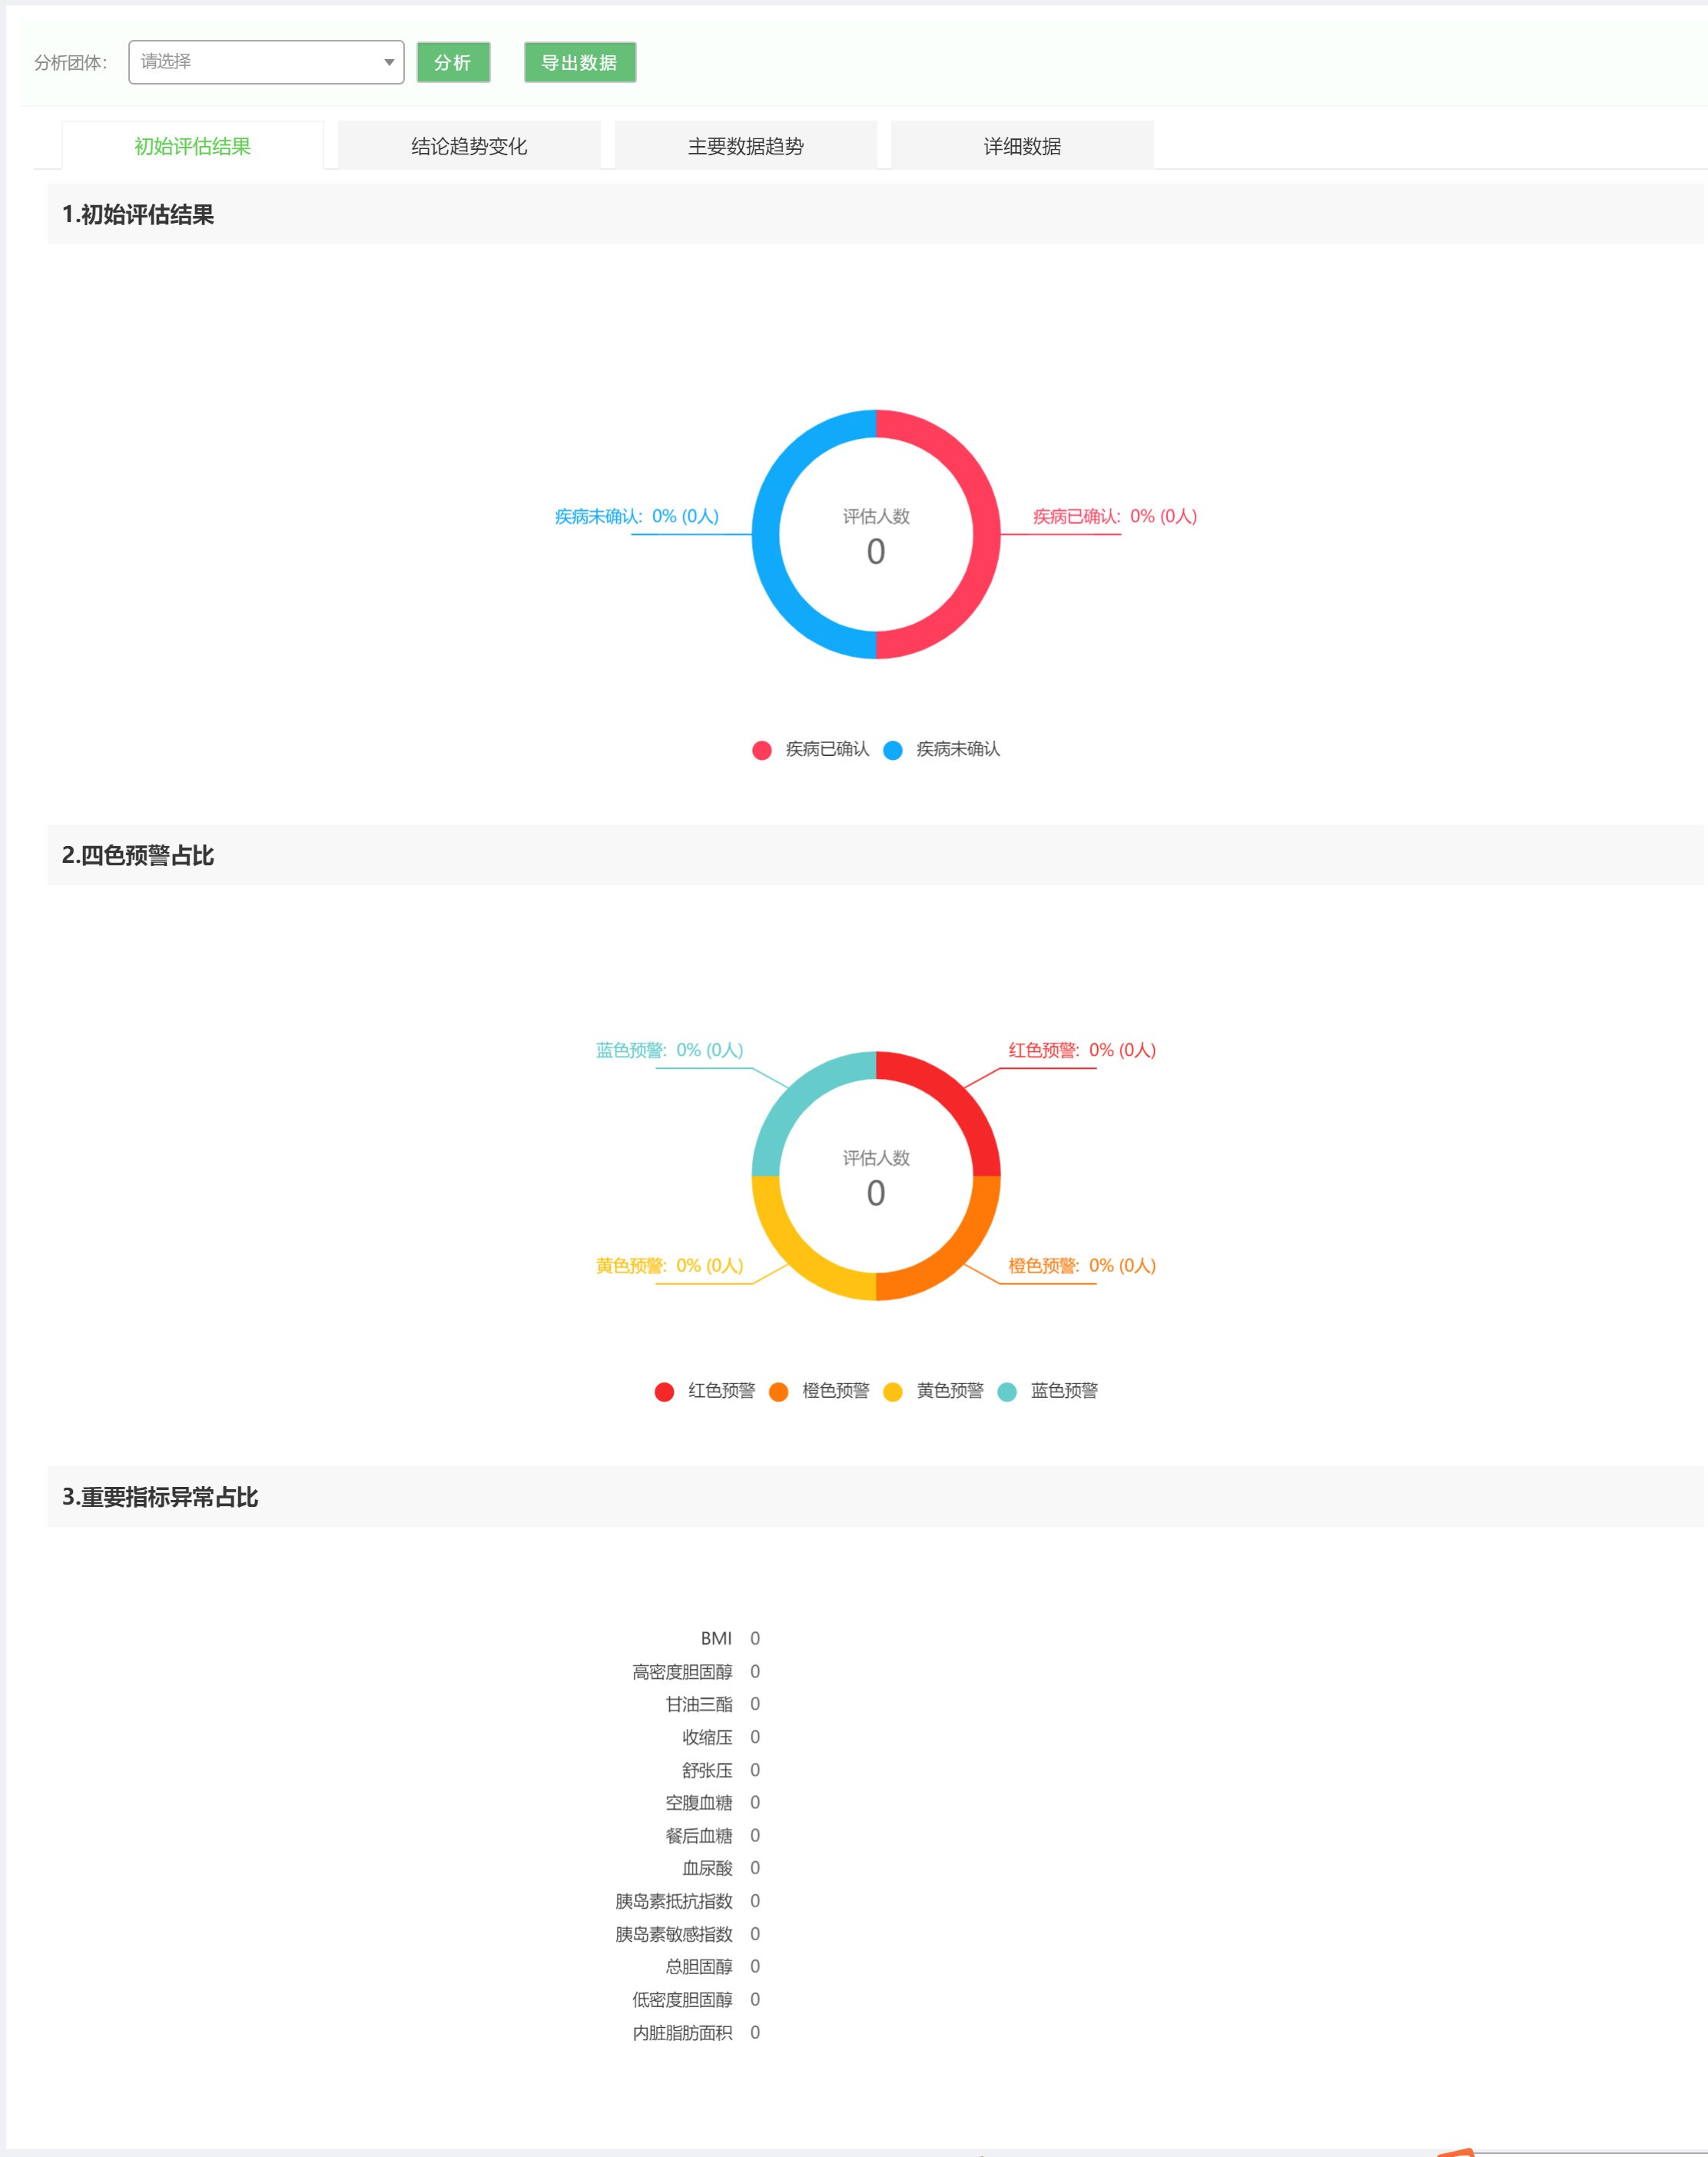 分析团体: 请选择 分析 导出数据
初始评估结果 结论趋势变化 主要数据趋势 详细数据
1.初始评估结果
疾病未确认: 0% (0人) 评估人数 疾病已确认: 0% (0人)
0
疾病已确认 疾病未确认
2.四色预警占比
蓝色预警: 0% (0人) 红色预警: 0% (0人)
评估人数
0
黄色预警: 0% (0人) 橙色预警: 0% (0人)
红色预警 橙色预警 黄色预警 蓝色预警
3.重要指标异常占比
BMI 0
高密度胆固醇 0
甘油三酯 0
收缩压 0
舒张压 0
空腹血糖 0
餐后血糖 0
血尿酸 0
胰岛素抵抗指数 0
胰岛素敏感指数 0
总胆固醇 0
低密度胆固醇 0
内脏脂肪面积 0